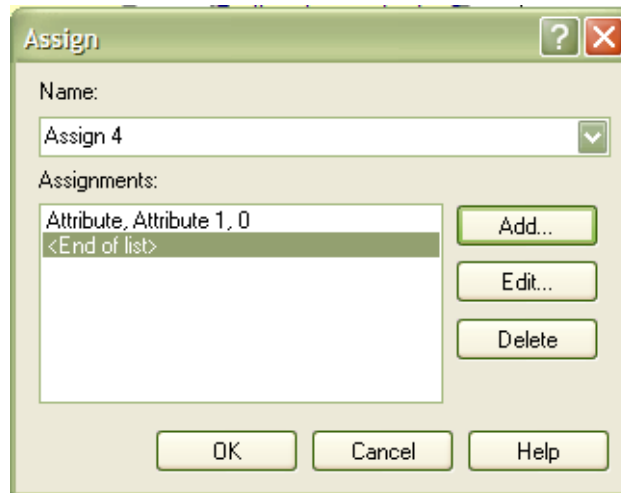 Assign
Name:
Assign 4
Assignments:
Attribute, Attribute 1, 0
<End of list>
Add...
Edit...
Delete
OK
Cancel
Help